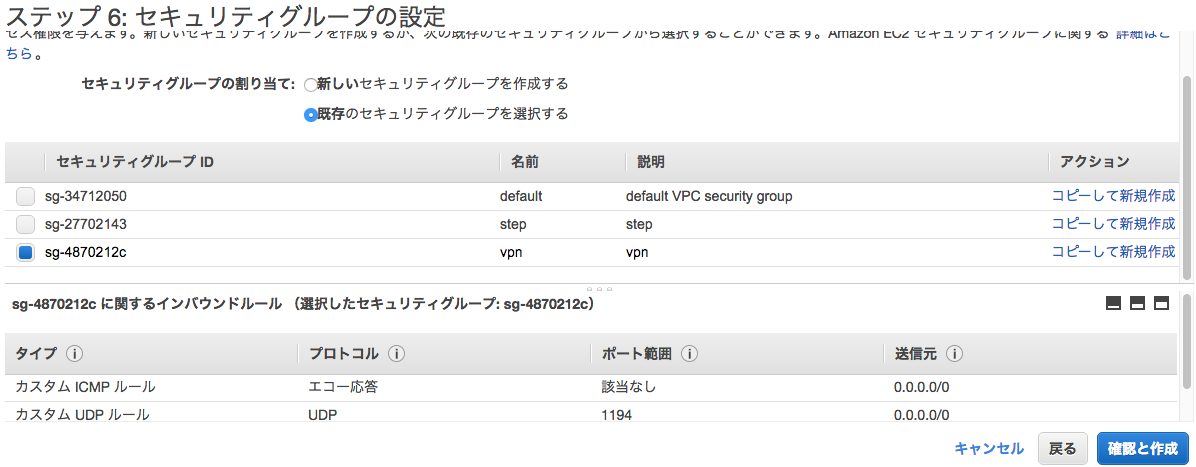 ステップ 6: セキュリティグループの設定
セス権限を与えます。新しいセキュリティグループを作成するか、次の既存のセキュリティグループから選択することができます。Amazon EC2 セキュリティグループに関する 詳細はこ
ちら 。
セキュリティグループの割り当て: 新しいセキュリティグループを作成する
既存のセキュリティグループを選択する
セキュリティグループ ID 名前 説明 アクション
sg-34712050 default default VPC security group コピーして新規作成
sg-27702143 step step コピーして新規作成
sg-4870212c vpn vpn コピーして新規作成
sg-4870212c に関するインバウンドルール （選択したセキュリティグループ: sg-4870212c）
タイプ i プロトコル i ポート範囲 i 送信元 i
カスタム ICMP ルール エコー応答 該当なし 0.0.0.0/0
カスタム UDP ルール UDP 1194 0.0.0.0/0
キャンセル 戻る 確認と作成